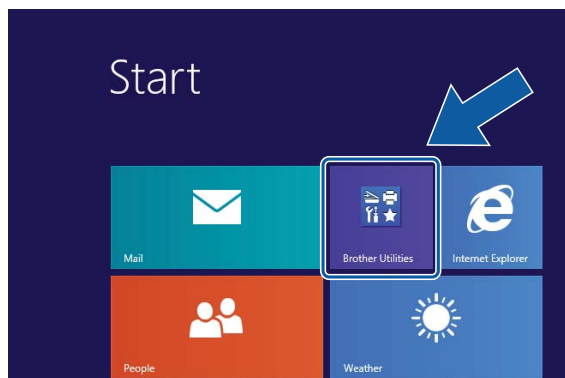 Start
Mail
Brother Utilities
Internet Explorer
People
Weather